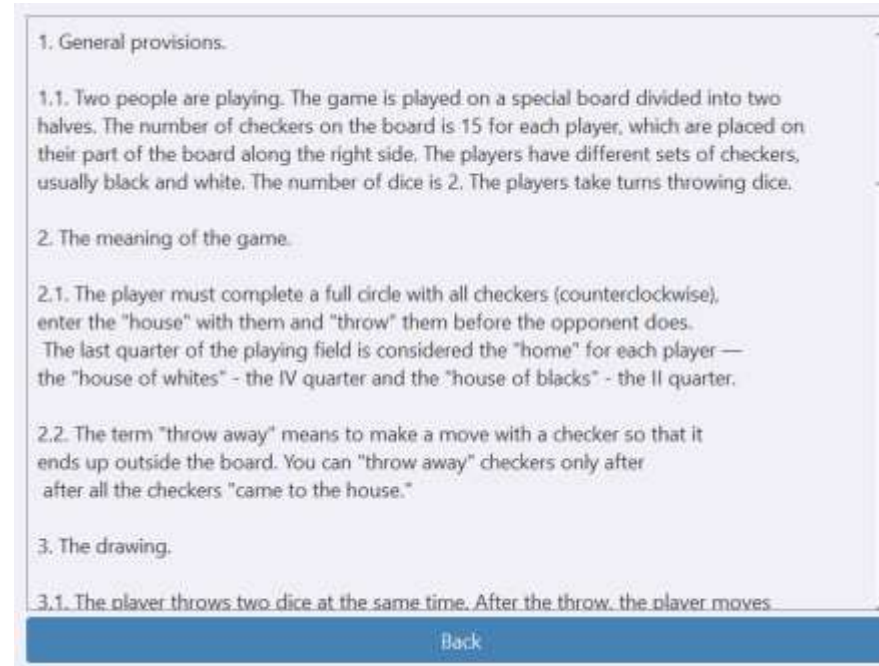 1. General provisions.
1.1. Two people are playing. The game is played on a special board divided into two
halves. The number of checkers on the board is 15 for each player, which are placed on
their part of the board along the right side. The players have different sets of checkers,
usually black and white. The number of dice is 2. The players take turns throwing dice.
2. The meaning of the game.
2.1. The player must complete a full circle with all checkers (counterclockwise),
enter the "house" with them and "throw" them before the opponent does.
The last quarter of the playing field is considered the "home" for each player —
the "house of whites" - the IV quarter and the "house of blacks" - the II quarter.
2.2. The term "throw away" means to make a move with a checker so that it
ends up outside the board. You can "throw away" checkers only after
after all the checkers "came to the house."
3. The drawing.
3.1. The player throws two dice at the same time. After the throw, the player moves
Back